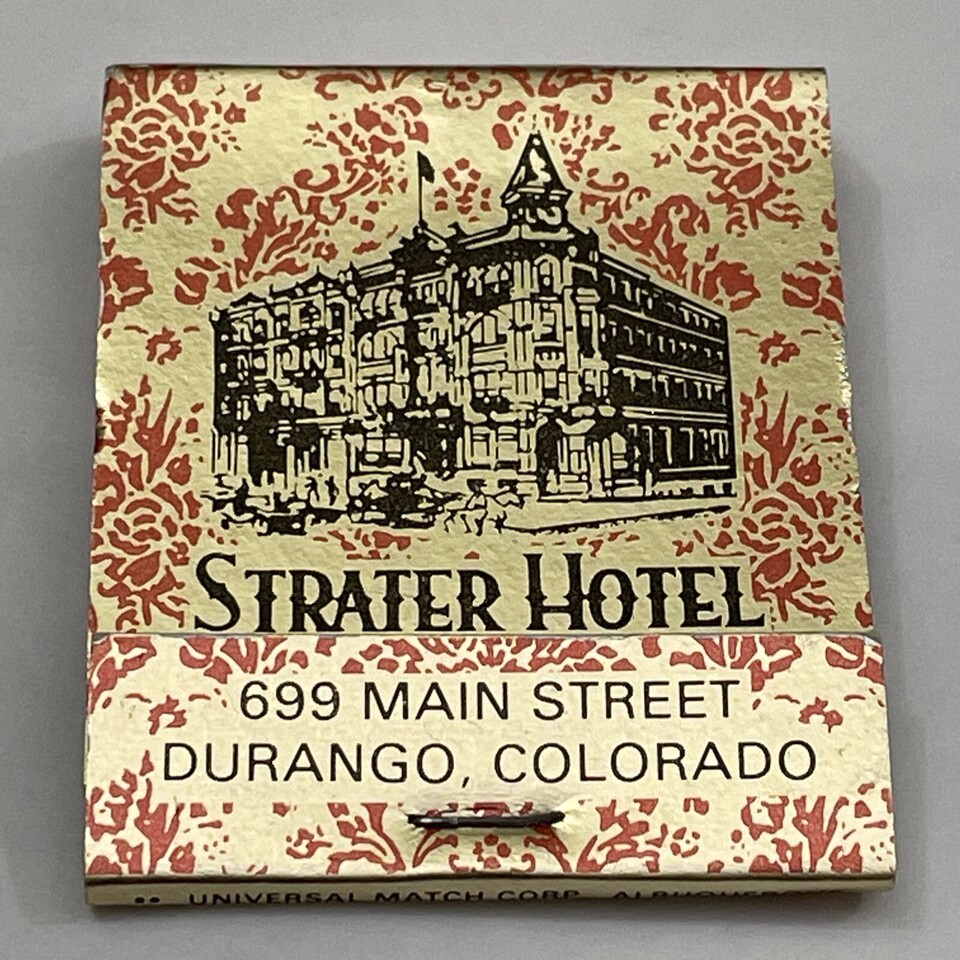 STRATER HOTEL
699 MAIN STREET
DURANGO, COLORADO
UNIVERSAL MATCH CORP